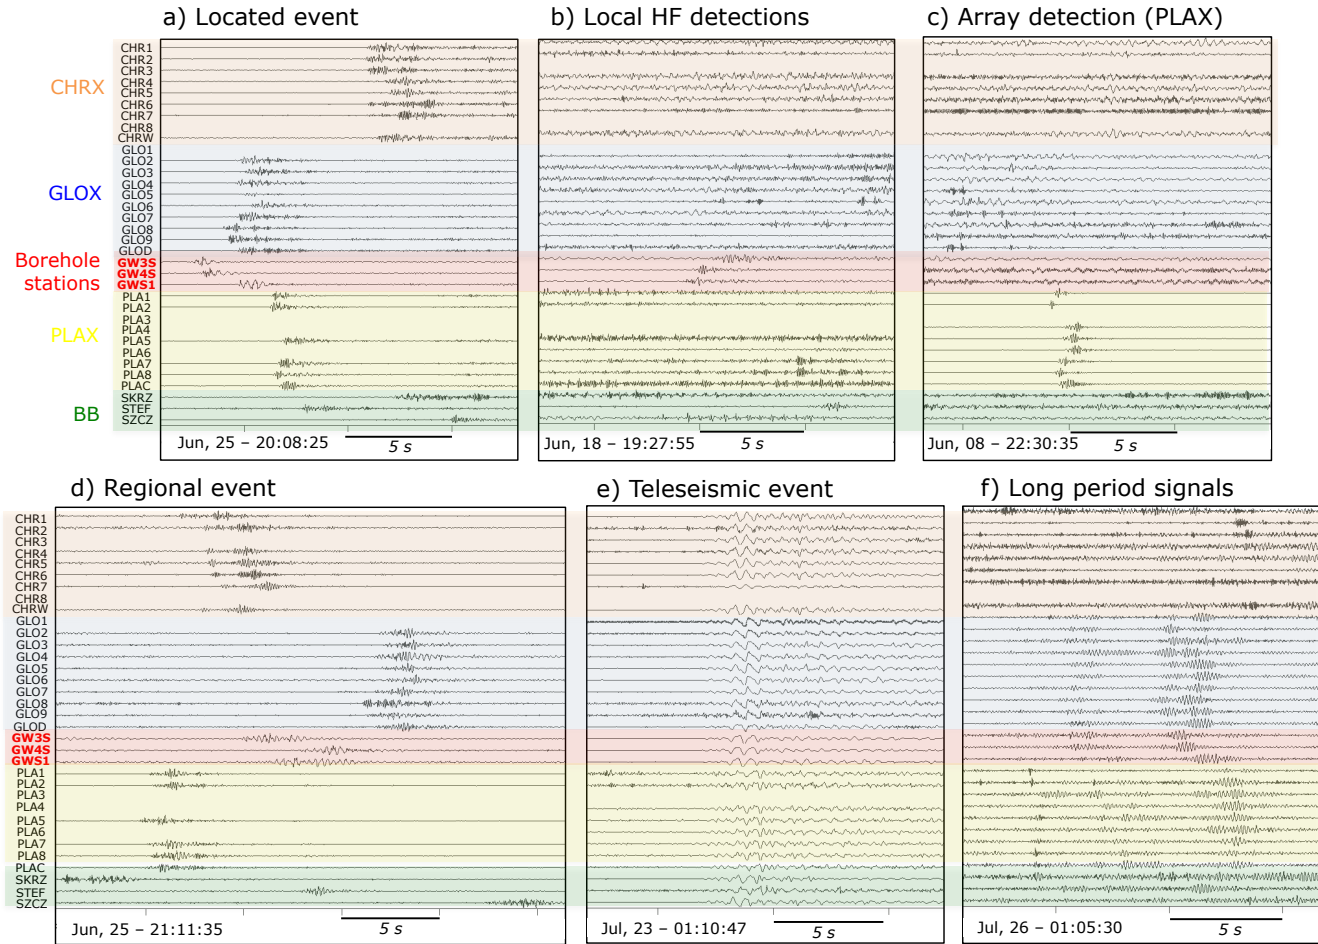 a) Located event
b) Local HF detections
c) Array detection (PLAX)
CHRX
GLOX
Borehole
stations
PLAX
BB
CHR1
CHR2
CHR3
CHR4
CHR5
CHR6
CHR7
CHR8
CHRW
GLO1
GLO2
GLO3
GLO4
GLO5
GLO6
GLO7
GLO8
GLO9
GLOD
GW3S
GW4S
GWS1
PLA1
PLA2
PLA3
PLA4
PLA5
PLA6
PLA7
PLA8
PLAC
SKRZ
STEF
SZCZ
Jun, 25 – 20:08:25
5 s
Jun, 18 – 19:27:55
5 s
Jun, 08 – 22:30:35
5 s
d) Regional event
e) Teleseismic event
f) Long period signals
CHR1
CHR2
CHR3
CHR4
CHR5
CHR6
CHR7
CHR8
CHRW
GLO1
GLO2
GLO3
GLO4
GLO5
GLO6
GLO7
GLO8
GLO9
GLOD
GW3S
GW4S
GWS1
PLA1
PLA2
PLA3
PLA4
PLA5
PLA6
PLA7
PLA8
PLAC
SKRZ
STEF
SZCZ
Jun, 25 – 21:11:35
5 s
Jul, 23 – 01:10:47
5 s
Jul, 26 – 01:05:30
5 s